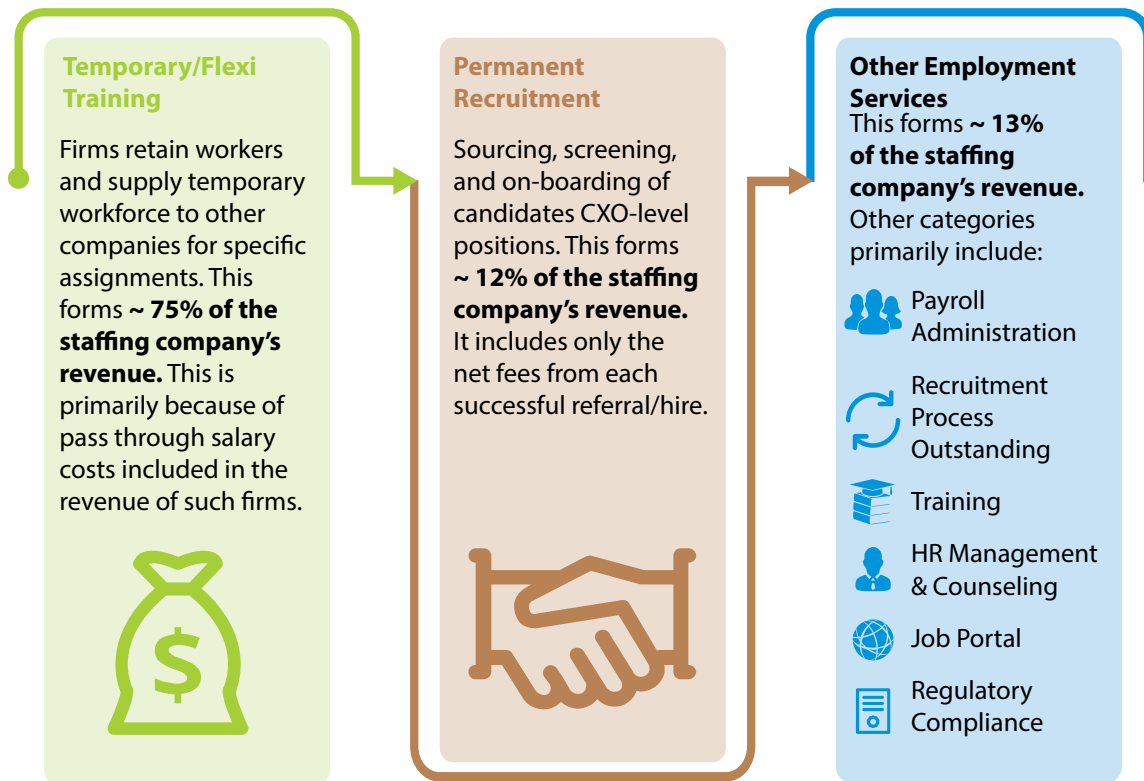 Temporary/Flexi
Training
Firms retain workers
and supply temporary
workforce to other
companies for specific
assignments. This
forms ~ 75% of the
staffing company's
revenue. This is
primarily because of
pass through salary
costs included in the
revenue of such firms.
$
Permanent
Recruitment
Sourcing, screening,
and on-boarding of
candidates CXO-level
positions. This forms
~ 12% of the staffing
company's revenue.
It includes only the
net fees from each
successful referral/hire.
Other Employment
Services
This forms ~ 13%
of the staffing
company's revenue.
Other categories
primarily include:
Payroll
Administration
Recruitment
Process
Outstanding
Training
HR Management
& Counseling
Job Portal
Regulatory
Compliance